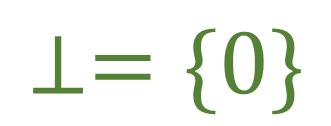 ⊥= {0}